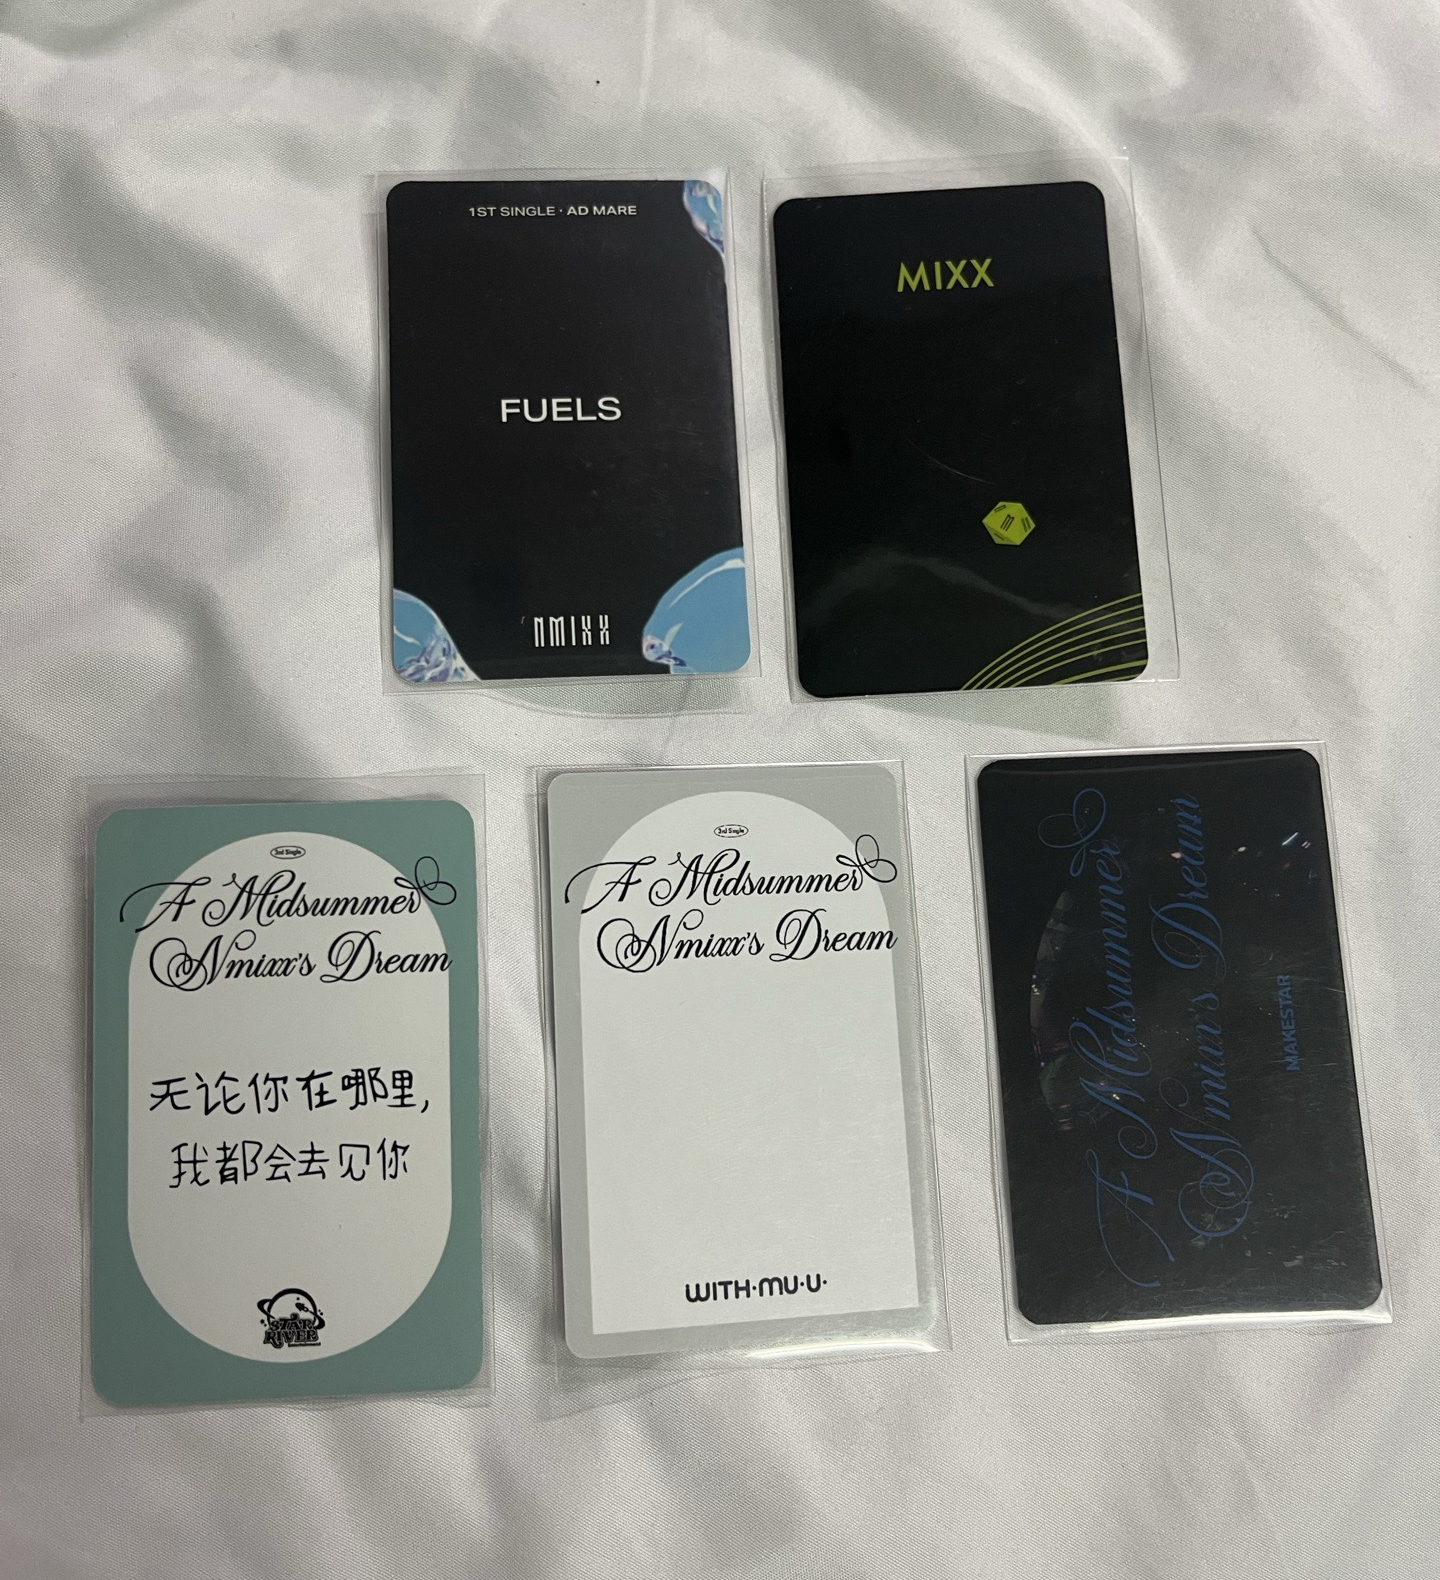 1ST SINGLE · AD MARE
FUELS
NMIXX
MIXX
m
3rd Single
A Midsummer
Nmixx's Dream
无论你在哪里,
我都会去见你
STAR
RIVER
3rd Single
A Midsummer
Nmixx's Dream
WITH·MU·U·
A Midsummer
Nmixx's Dream
MAKESTAR